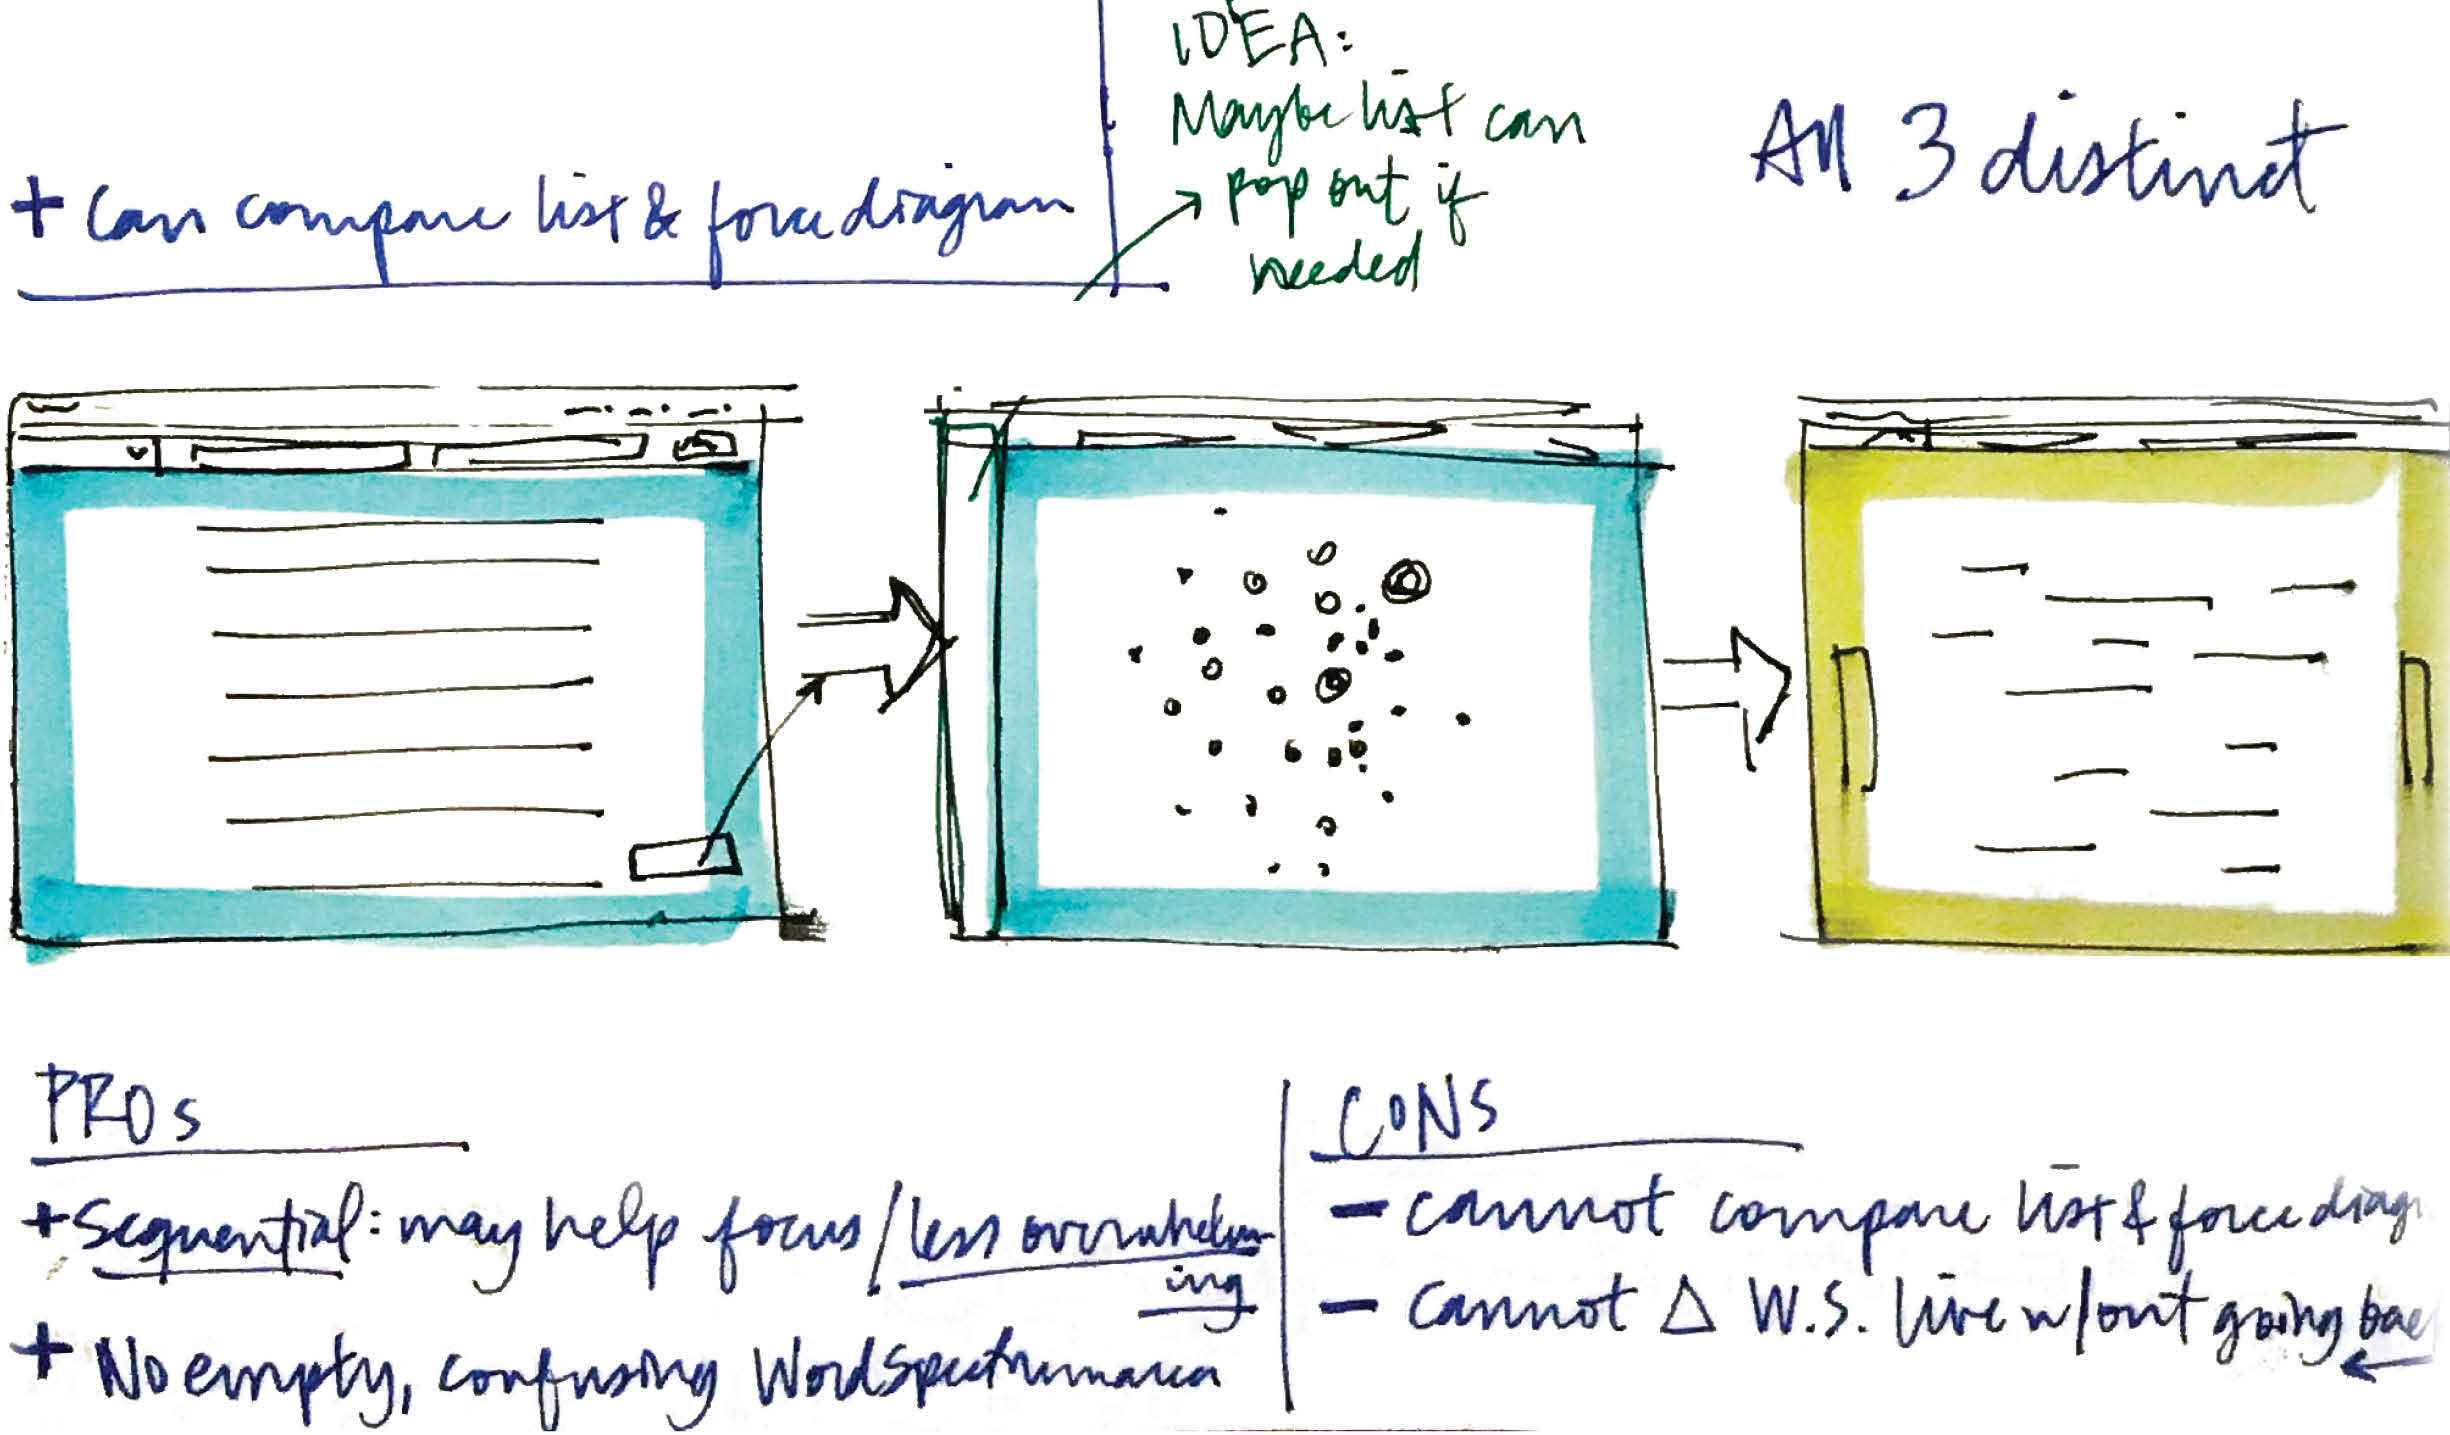 + Can compare list & force diagram
IDEA:
Maybe list can
pop out if
needed
All 3 distinct
PROs
+ Sequential: may help focus / less overwhelm
ing
+ No empty, confusing WordSpectrum area
CONS
- cannot compare list & force diag
- cannot Δ W.S. live w/out going bac